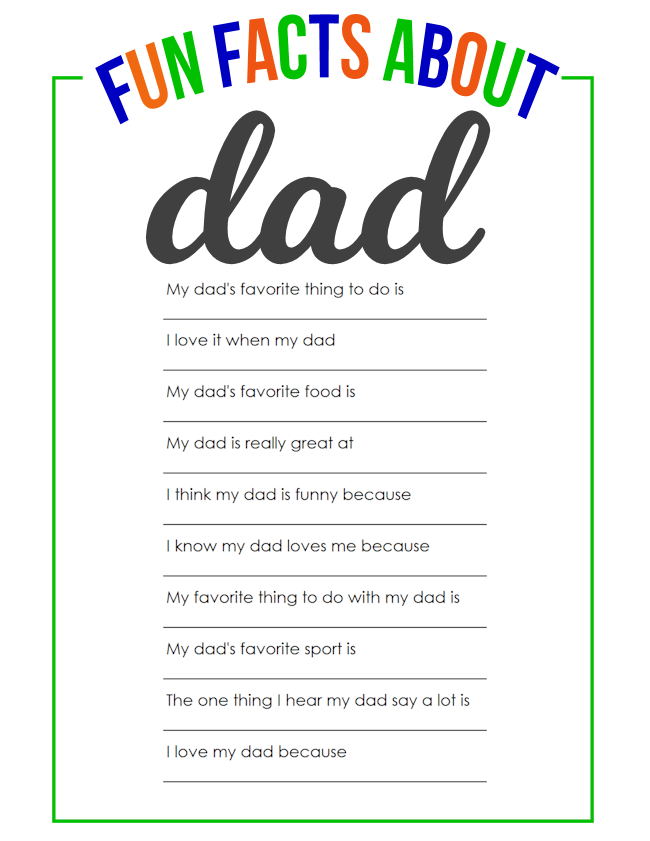 FUN FACTS ABOUT
dad
My dad's favorite thing to do is
I love it when my dad
My dad's favorite food is
My dad is really great at
I think my dad is funny because
I know my dad loves me because
My favorite thing to do with my dad is
My dad's favorite sport is
The one thing I hear my dad say a lot is
I love my dad because